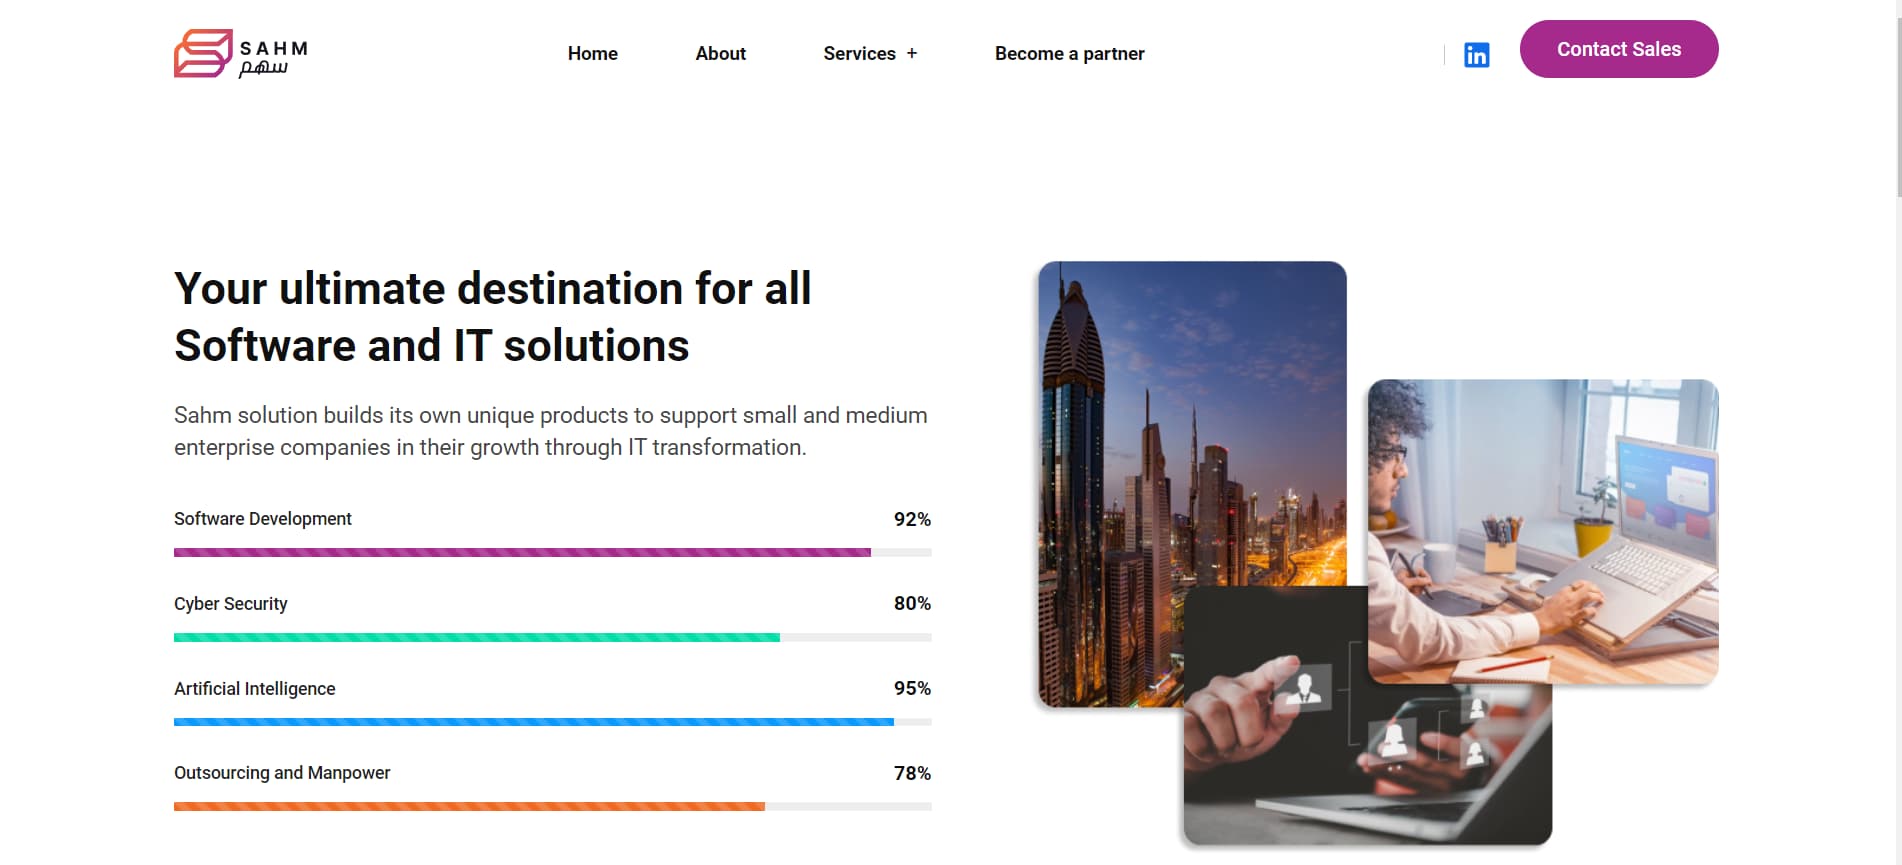 SAHM
سهم
Home
About
Services +
Become a partner
in
Contact Sales
Your ultimate destination for all
Software and IT solutions
Sahm solution builds its own unique products to support small and medium
enterprise companies in their growth through IT transformation.
Software Development 92%
Cyber Security 80%
Artificial Intelligence 95%
Outsourcing and Manpower 78%